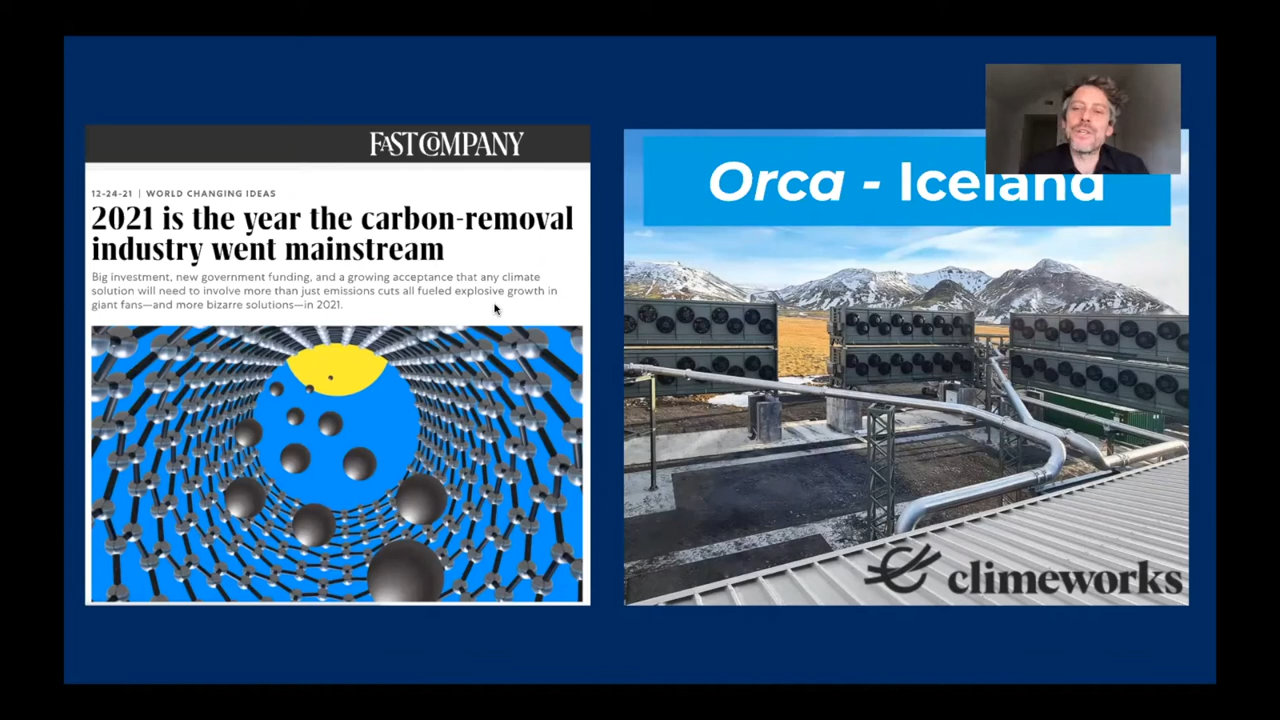 FAST COMPANY
12-24-21 | WORLD CHANGING IDEAS
2021 is the year the carbon-removal
industry went mainstream
Big investment, new government funding, and a growing acceptance that any climate
solution will need to involve more than just emissions cuts all fueled explosive growth in
giant fans—and more bizarre solutions—in 2021.
Orca - Iceland
climeworks